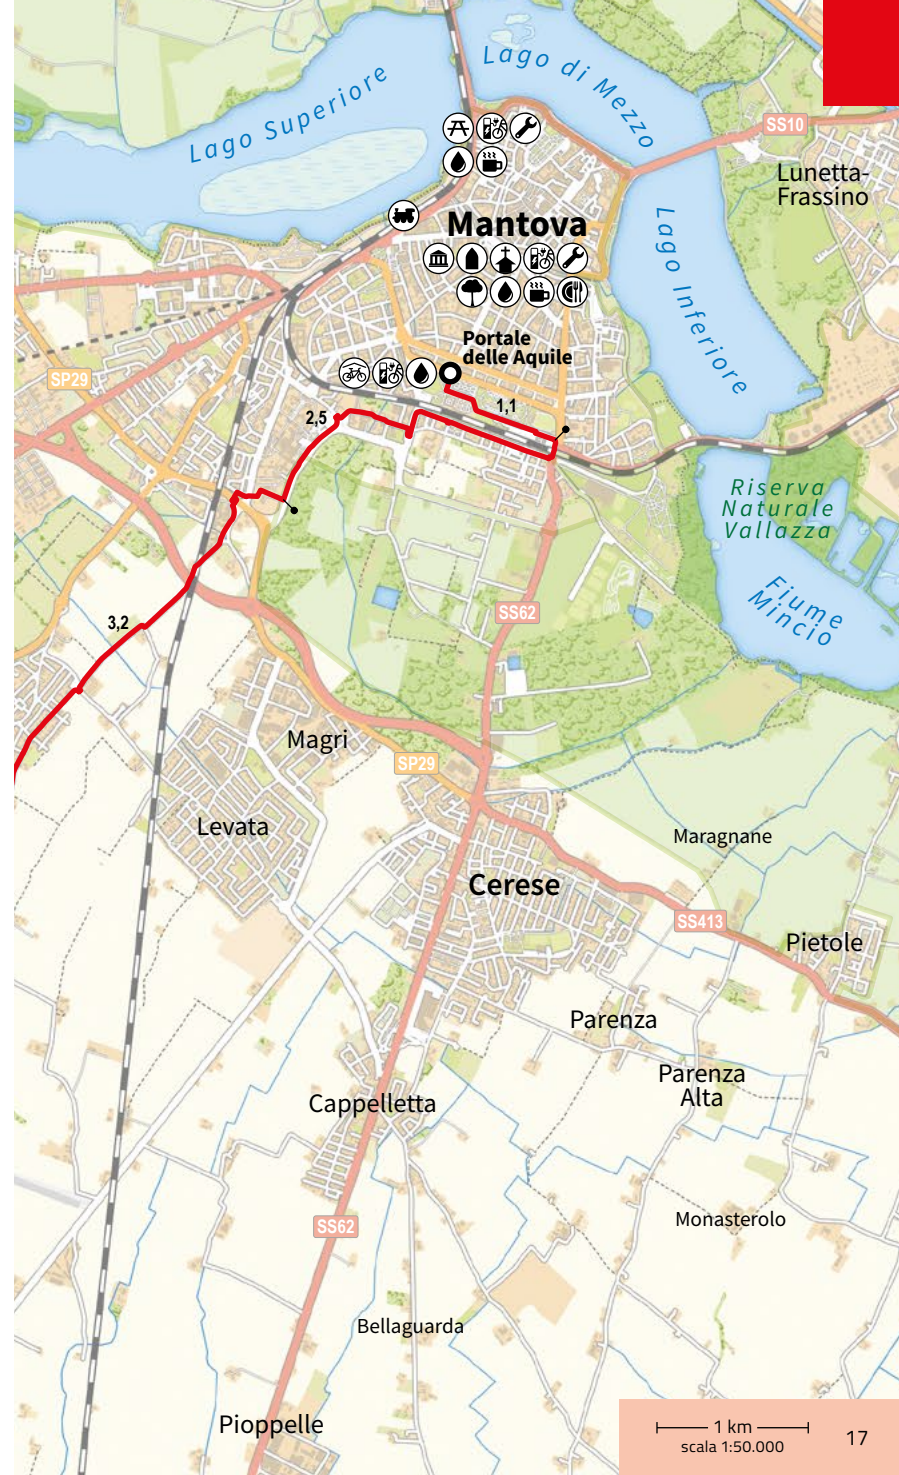 Lago Superiore
Lago di Mezzo
SS10
Lunetta-
Frassino
Mantova
Lago Inferiore
Portale
delle Aquile
SP29
1,1
2,5
Riserva
Naturale
Vallazza
Fiume
Mincio
SS62
3,2
Magri
SP29
Levata
Maragnane
Cerese
SS413
Pietole
Parenza
Parenza
Alta
Cappelletta
Monasterolo
SS62
Bellaguarda
Pioppelle
1 km
scala 1:50.000
17